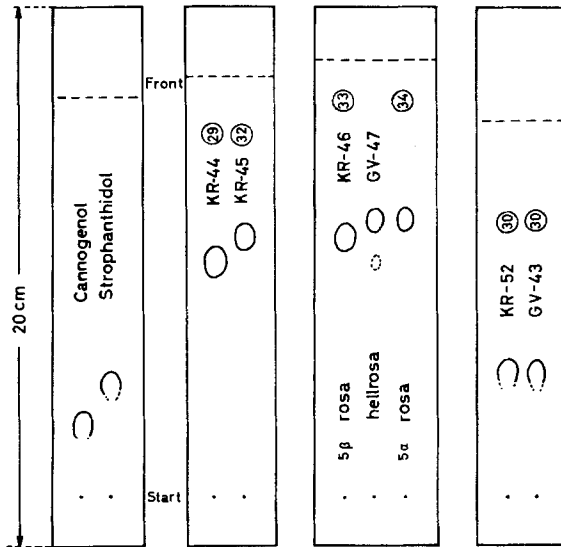 20 cm
Front
Start
Cannogenol
Strophanthidol
KR-44 29
KR-45 32
KR-46 33
GV-47
34
5β rosa
hellrosa
5α rosa
KR-52 30
GV-43 30